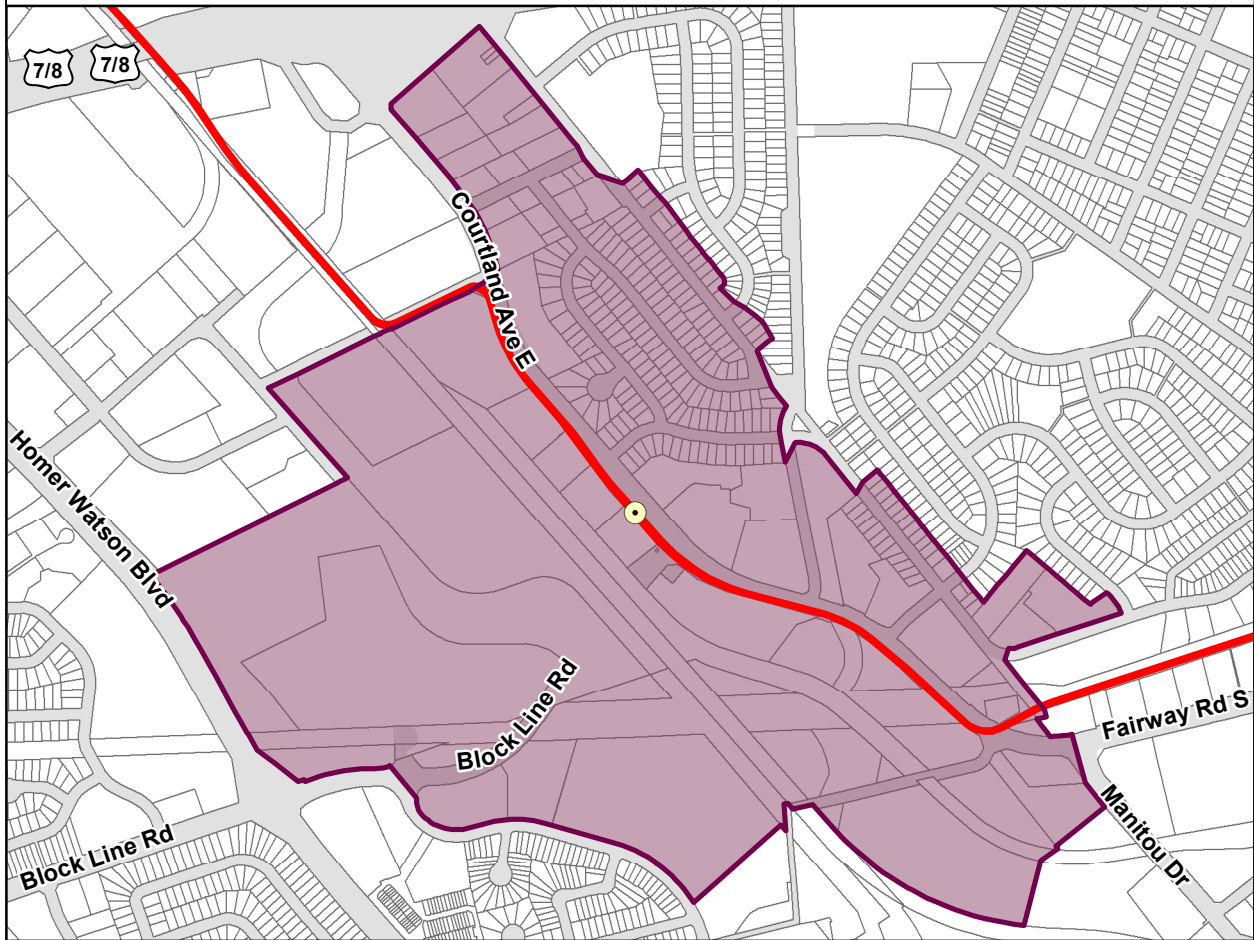 7/8
7/8
Courtland Ave E
Homer Watson Blvd
Block Line Rd
Fairway Rd S
Manitou Dr
Block Line Rd